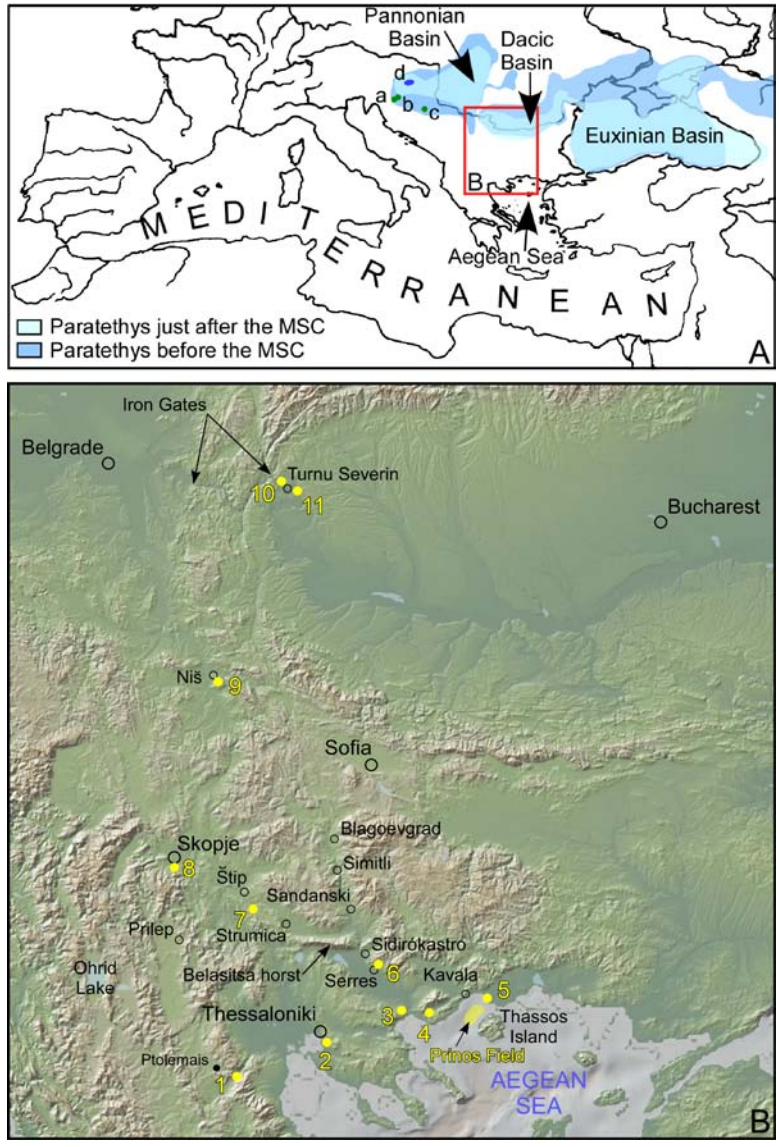 Pannonian
Basin
Dacic
Basin
d
a
b
c
Euxinian Basin
B
Aegean Sea
MEDITERRANEAN
Paratethys just after the MSC
Paratethys before the MSC
A
Iron Gates
Belgrade
Turnu Severin
10
11
Bucharest
Niš
9
Sofia
Blagoevgrad
Skopje
8
Simitli
Štip
Sandanski
7
Strumica
Prilep
Sidirókastro
Belasitsa horst
6
Ohrid
Lake
Serres
Kavala
5
Thessaloniki
3
4
Thassos
Island
2
Prinos Field
Ptolemais
1
AEGEAN
SEA
B